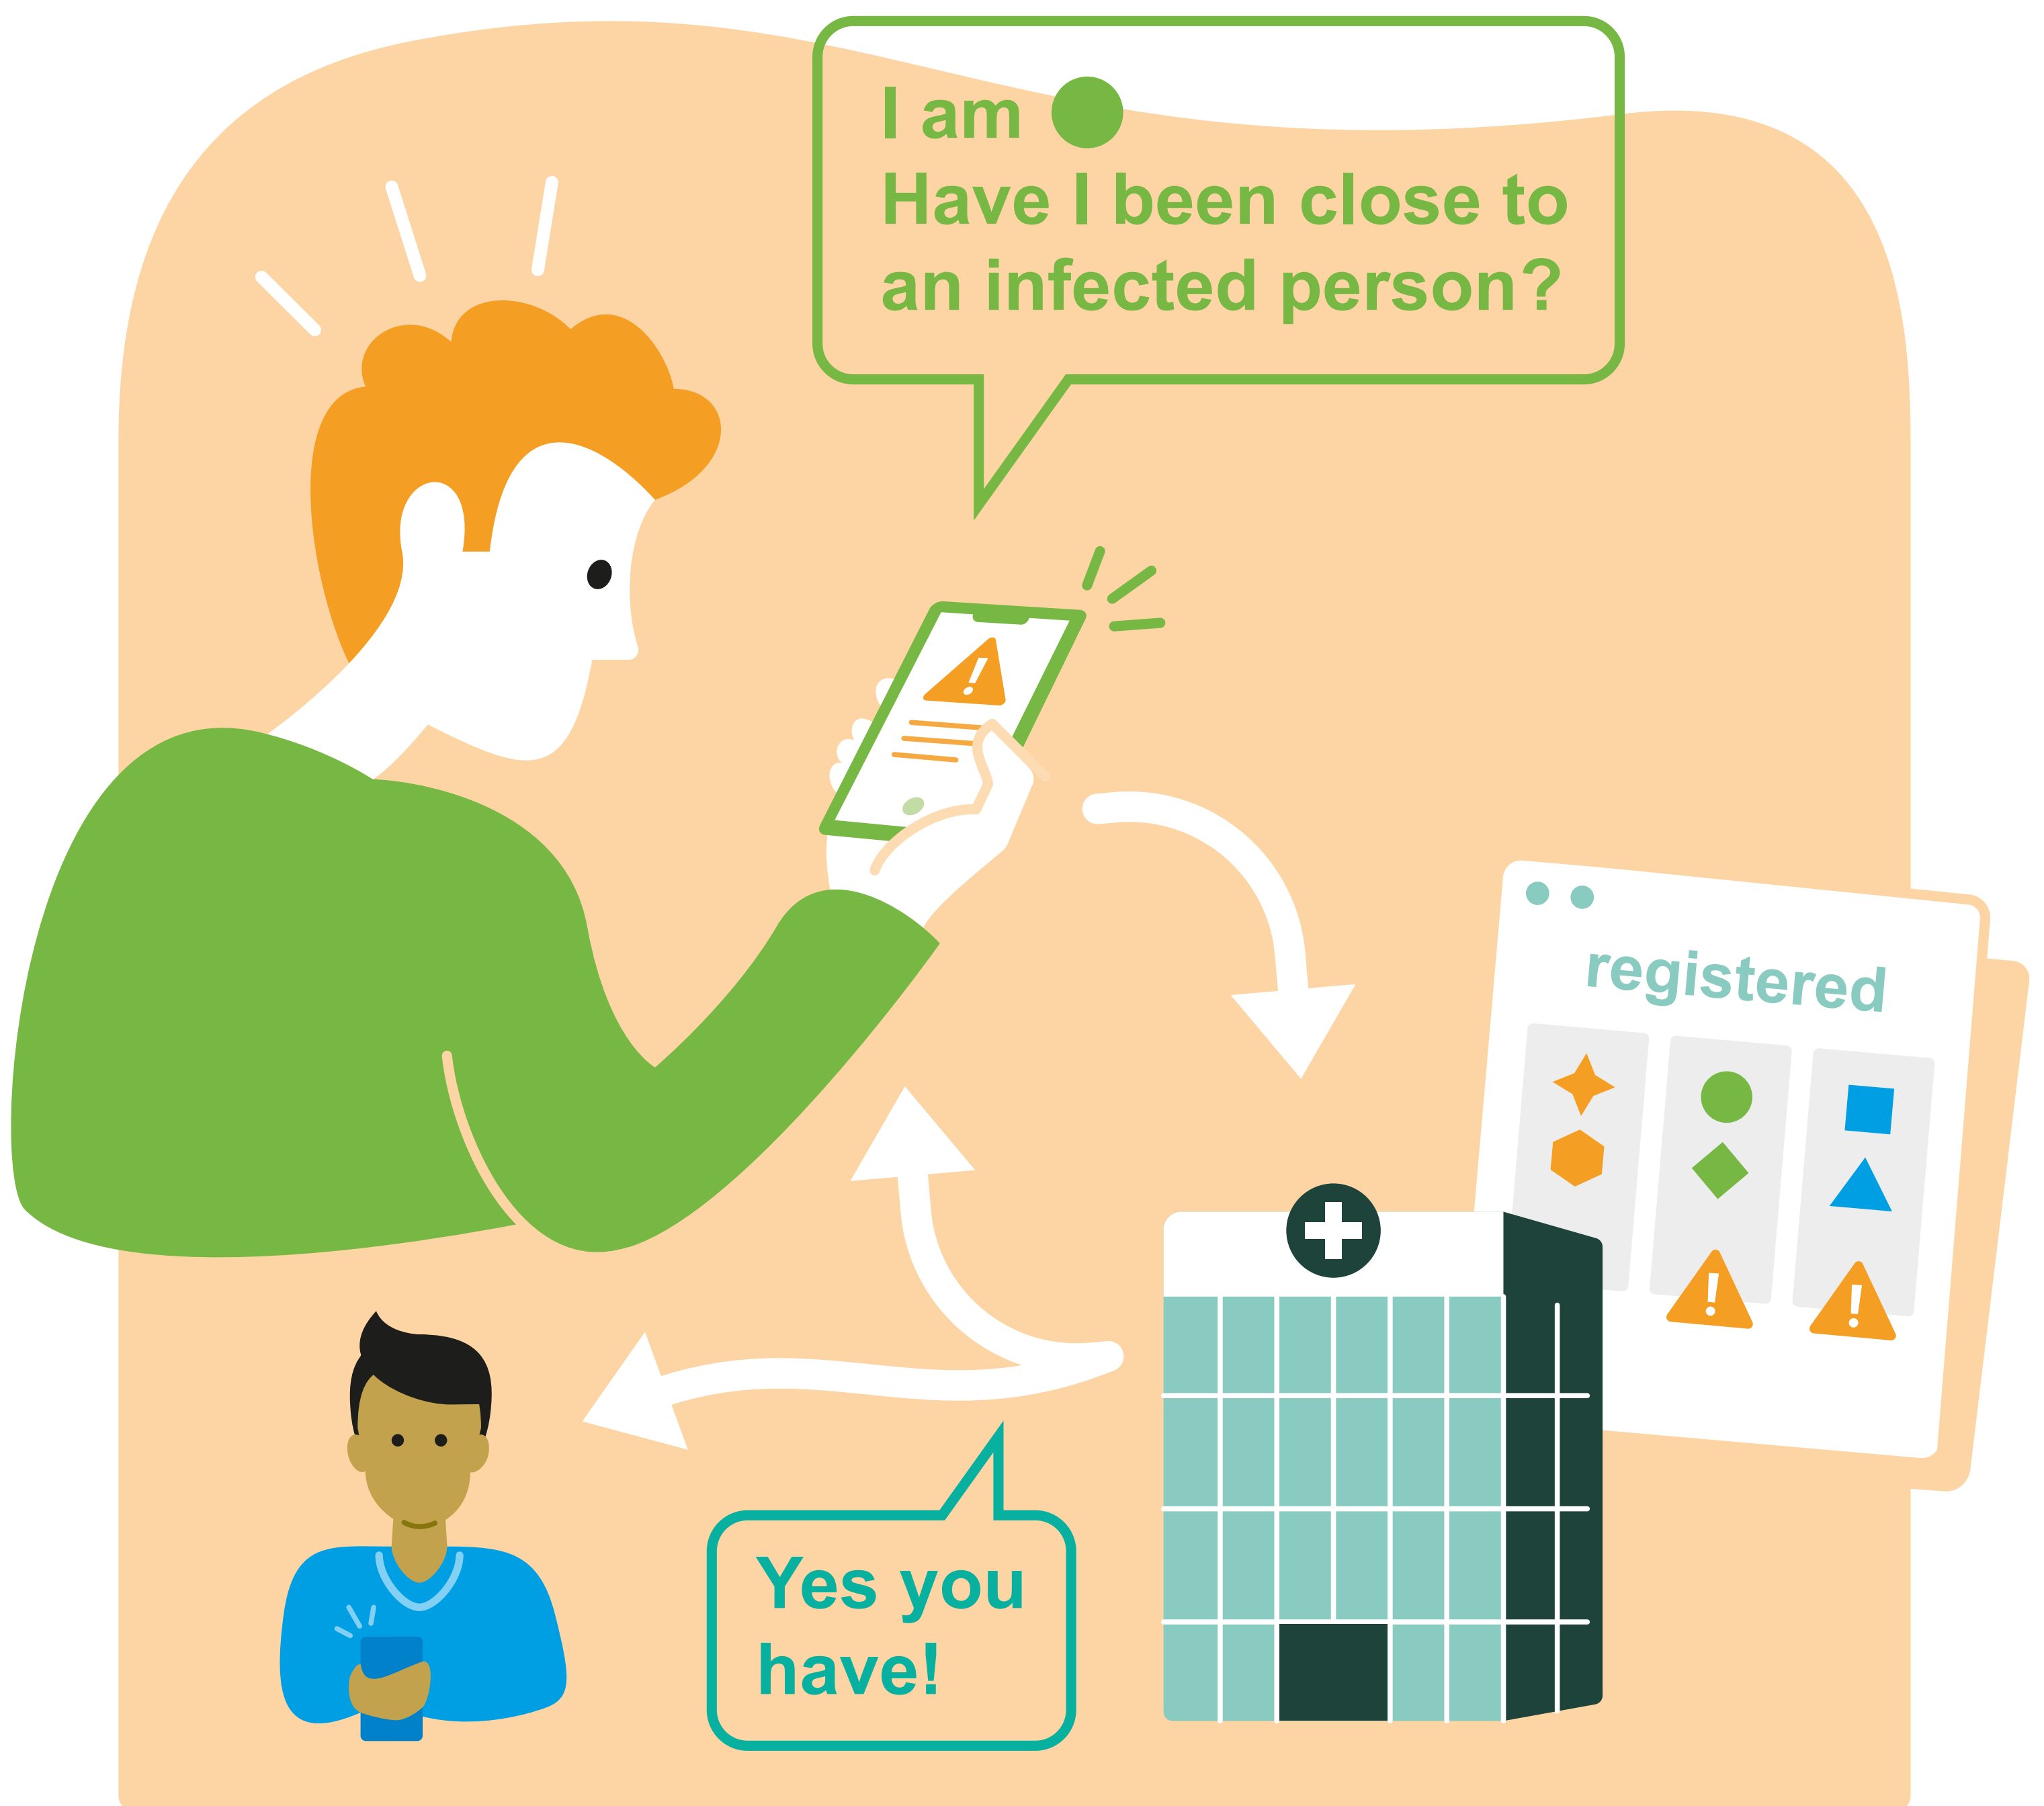 I am
Have I been close to
an infected person?
!
registered
!
!
Yes you
have!